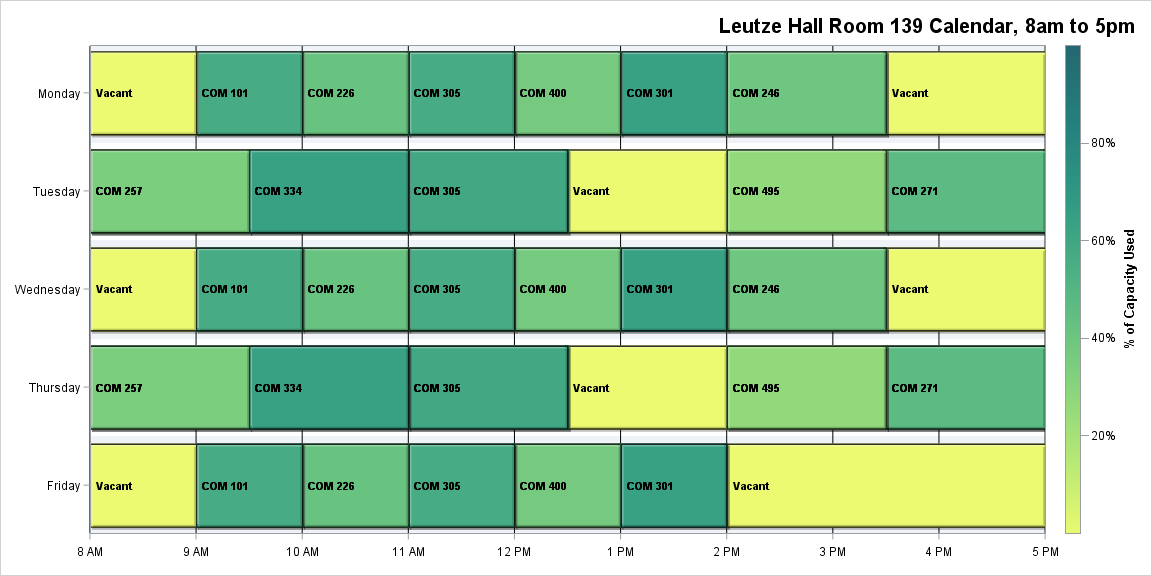 Leutze Hall Room 139 Calendar, 8am to 5pm
Monday
Vacant
COM 101
COM 226
COM 305
COM 400
COM 301
COM 246
Vacant
Tuesday
COM 257
COM 334
COM 305
Vacant
COM 495
COM 271
Wednesday
Vacant
COM 101
COM 226
COM 305
COM 400
COM 301
COM 246
Vacant
Thursday
COM 257
COM 334
COM 305
Vacant
COM 495
COM 271
Friday
Vacant
COM 101
COM 226
COM 305
COM 400
COM 301
Vacant
8 AM
9 AM
10 AM
11 AM
12 PM
1 PM
2 PM
3 PM
4 PM
5 PM
80%
60%
40%
20%
% of Capacity Used